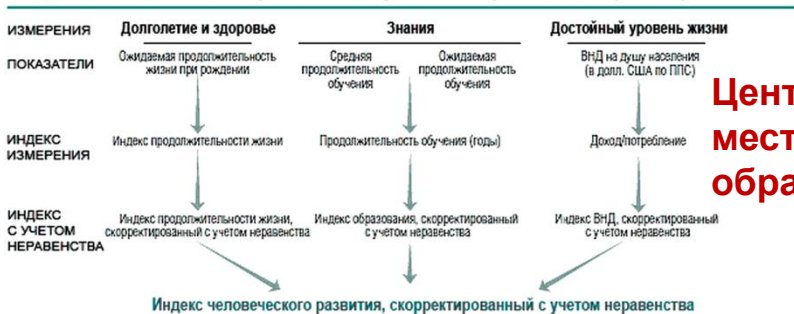 ИЗМЕРЕНИЯ Долголетие и здоровье Знания Достойный уровень жизни
ПОКАЗАТЕЛИ
Ожидаемая продолжительность
жизни при рождении
Средняя
продолжительность
обучения
Ожидаемая
продолжительность
обучения
ВНД на душу населения
(в долл. США по ППС)
ИНДЕКС
ИЗМЕРЕНИЯ
Индекс продолжительности жизни
Продолжительность обучения (годы)
Доход/потребление
ИНДЕКС
С УЧЕТОМ
НЕРАВЕНСТВА
Индекс продолжительности жизни,
скорректированный с учетом неравенства
Индекс образования, скорректированный
с учетом неравенства
Индекс ВНД, скорректированный
с учетом неравенства
Индекс человеческого развития, скорректированный с учетом неравенства
Цент
мест
обра